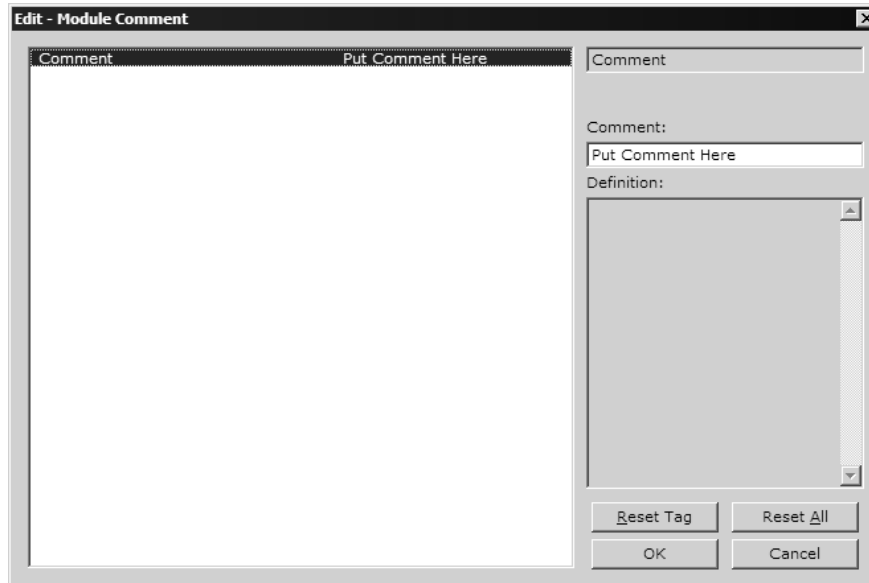 Edit - Module Comment
Comment Put Comment Here
Comment
Comment:
Put Comment Here
Definition:
Reset Tag Reset All
OK Cancel